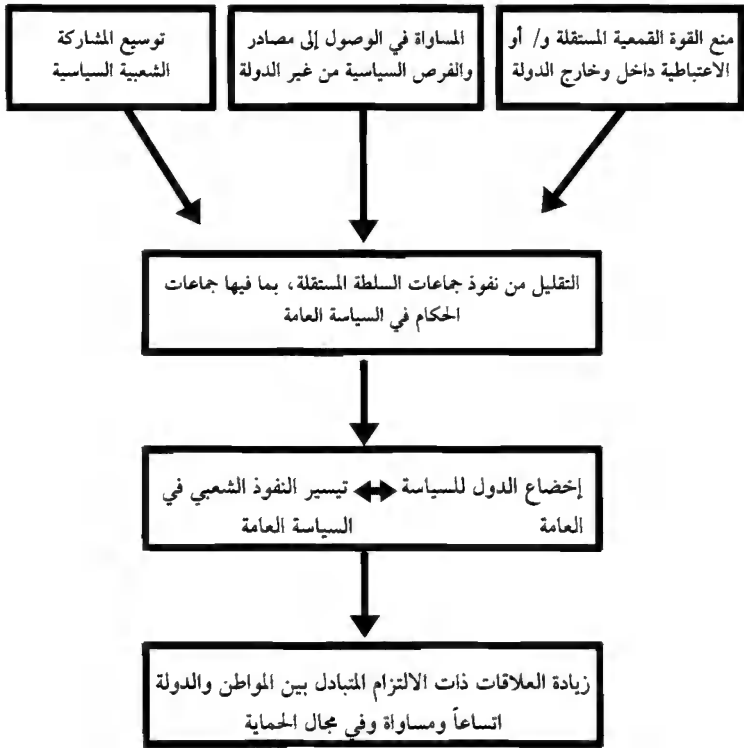 منع القوة القمعية المستقلة و/ أو
الاعتباطية داخل وخارج الدولة
المساواة في الوصول إلى مصادر
والفرص السياسية من غير الدولة
توسيع المشاركة
الشعبية السياسية
التقليل من نفوذ جماعات السلطة المستقلة، بما فيها جماعات
الحكام في السياسة العامة
إخضاع الدول للسياسة
العامة
تيسير النفوذ الشعبي في
السياسة العامة
زيادة العلاقات ذات الالتزام المتبادل بين المواطن والدولة
اتساعاً ومساواة وفي مجال الحماية